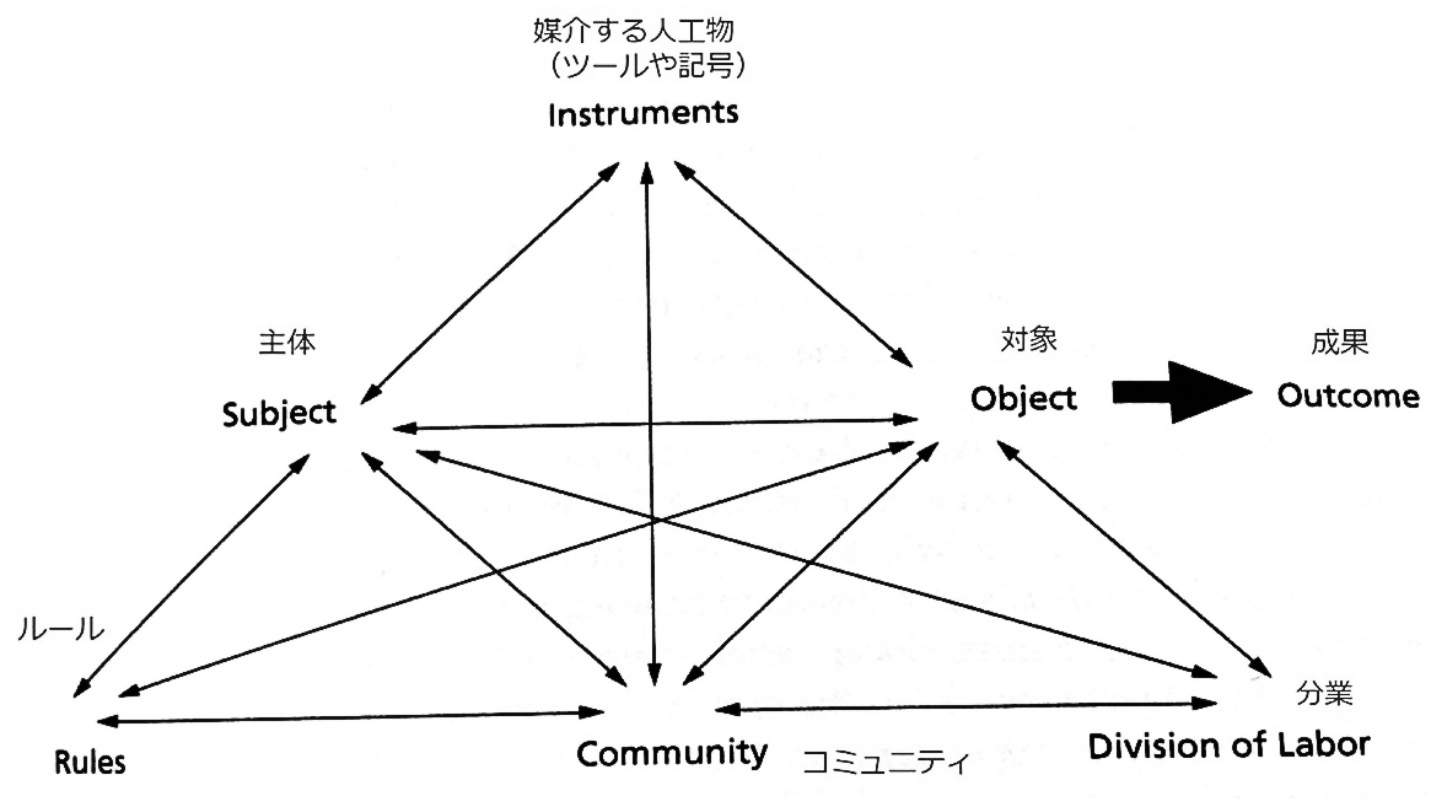 媒介する人工物
（ツールや記号）
Instruments
主体
Subject
対象
Object
成果
Outcome
ルール
Rules
Community
コミュニティ
分業
Division of Labor